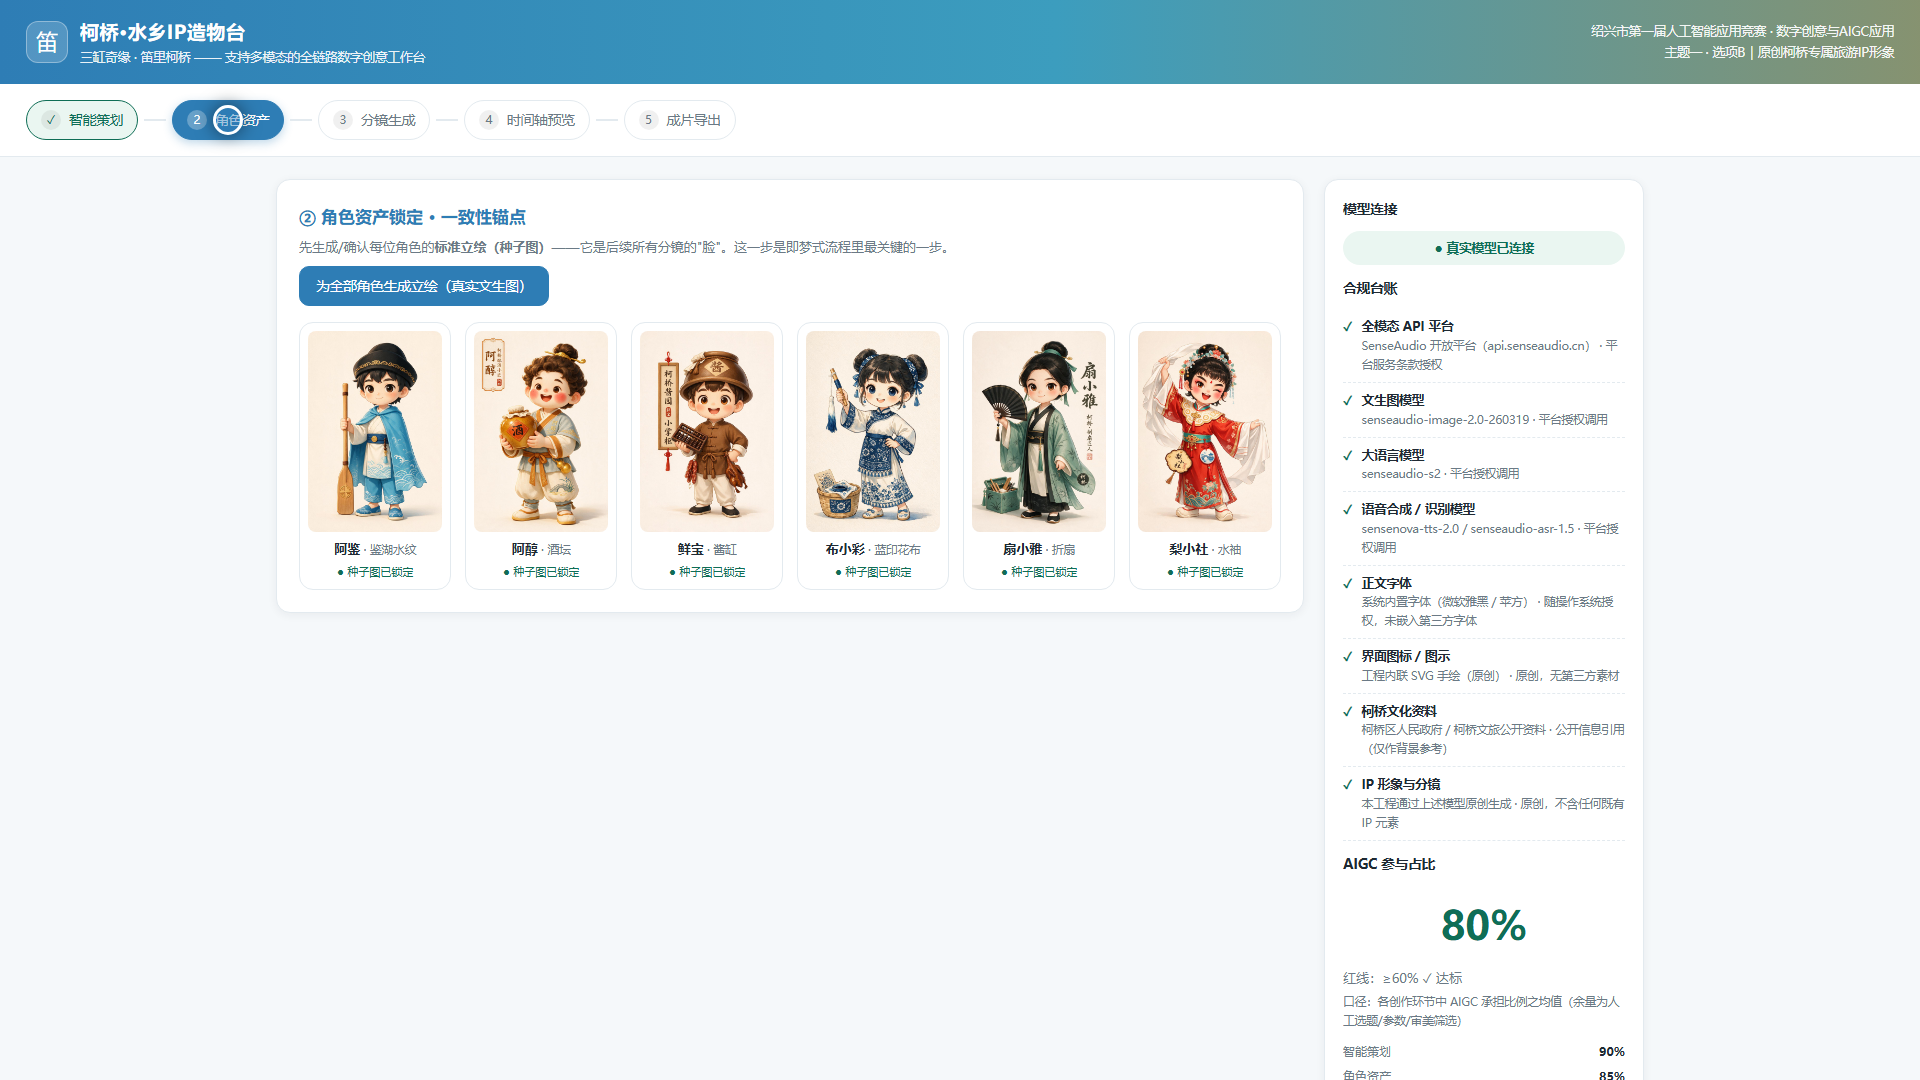 笛
柯桥·水乡IP造物台
三缸奇缘 · 笛里柯桥 —— 支持多模态的全链路数字创意工作台
绍兴市第一届人工智能应用竞赛 · 数字创意与AIGC应用
主题一 · 选项B | 原创柯桥专属旅游IP形象
✓ 智能策划
2 角色资产
3 分镜生成
4 时间轴预览
5 成片导出
② 角色资产锁定 · 一致性锚点
先生成/确认每位角色的标准立绘（种子图）——它是后续所有分镜的"脸"。这一步是即梦式流程里最关键的一步。
为全部角色生成立绘（真实文生图）
阿醇
酒
柯桥酱园
小掌柜
酱
扇小雅
阿鉴 · 鉴湖水纹
● 种子图已锁定
阿醇 · 酒坛
● 种子图已锁定
鲜宝 · 酱缸
● 种子图已锁定
布小彩 · 蓝印花布
● 种子图已锁定
扇小雅 · 折扇
● 种子图已锁定
梨小社 · 水袖
● 种子图已锁定
模型连接
● 真实模型已连接
合规台账
✓ 全模态 API 平台
SenseAudio 开放平台（api.senseaudio.cn） · 平
台服务条款授权
✓ 文生图模型
senseaudio-image-2.0-260319 · 平台授权调用
✓ 大语言模型
senseaudio-s2 · 平台授权调用
✓ 语音合成 / 识别模型
sensenova-tts-2.0 / senseaudio-asr-1.5 · 平台授
权调用
✓ 正文字体
系统内置字体（微软雅黑 / 苹方） · 随操作系统授
权，未嵌入第三方字体
✓ 界面图标 / 图示
工程内联 SVG 手绘（原创） · 原创，无第三方素材
✓ 柯桥文化资料
柯桥区人民政府 / 柯桥文旅公开资料 · 公开信息引用
（仅作背景参考）
✓ IP 形象与分镜
本工程通过上述模型原创生成 · 原创，不含任何既有
IP 元素
AIGC 参与占比
80%
红线：≥60% ✓ 达标
口径：各创作环节中 AIGC 承担比例之均值（余量为人
工选题/参数/审美筛选）
智能策划 90%
角色资产 85%